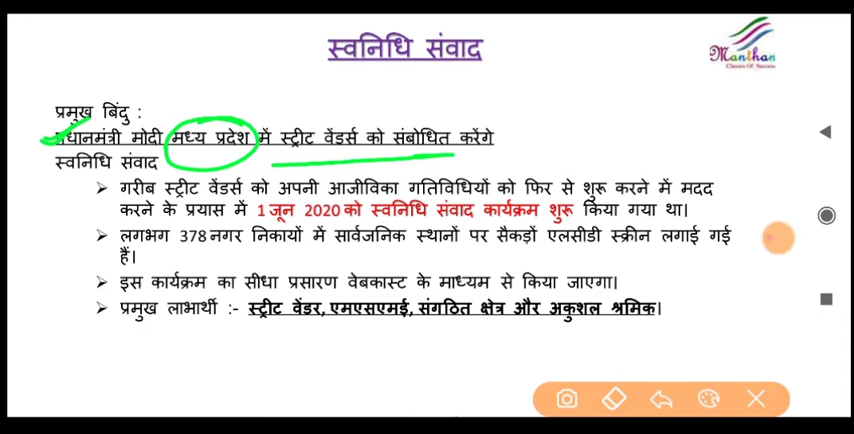 स्वनिधि संवाद
Manthan
Classes Of Success
प्रमुख बिंदु :
प्रधानमंत्री मोदी मध्य प्रदेश में स्ट्रीट वेंडर्स को संबोधित करेंगे
स्वनिधि संवाद
➢ गरीब स्ट्रीट वेंडर्स को अपनी आजीविका गतिविधियों को फिर से शुरू करने में मदद
करने के प्रयास में 1 जून 2020 को स्वनिधि संवाद कार्यक्रम शुरू किया गया था।
➢ लगभग 378 नगर निकायों में सार्वजनिक स्थानों पर सैकड़ों एलसीडी स्क्रीन लगाई गई
हैं।
➢ इस कार्यक्रम का सीधा प्रसारण वेबकास्ट के माध्यम से किया जाएगा।
➢ प्रमुख लाभार्थी :- स्ट्रीट वेंडर, एमएसएमई, संगठित क्षेत्र और अकुशल श्रमिक।